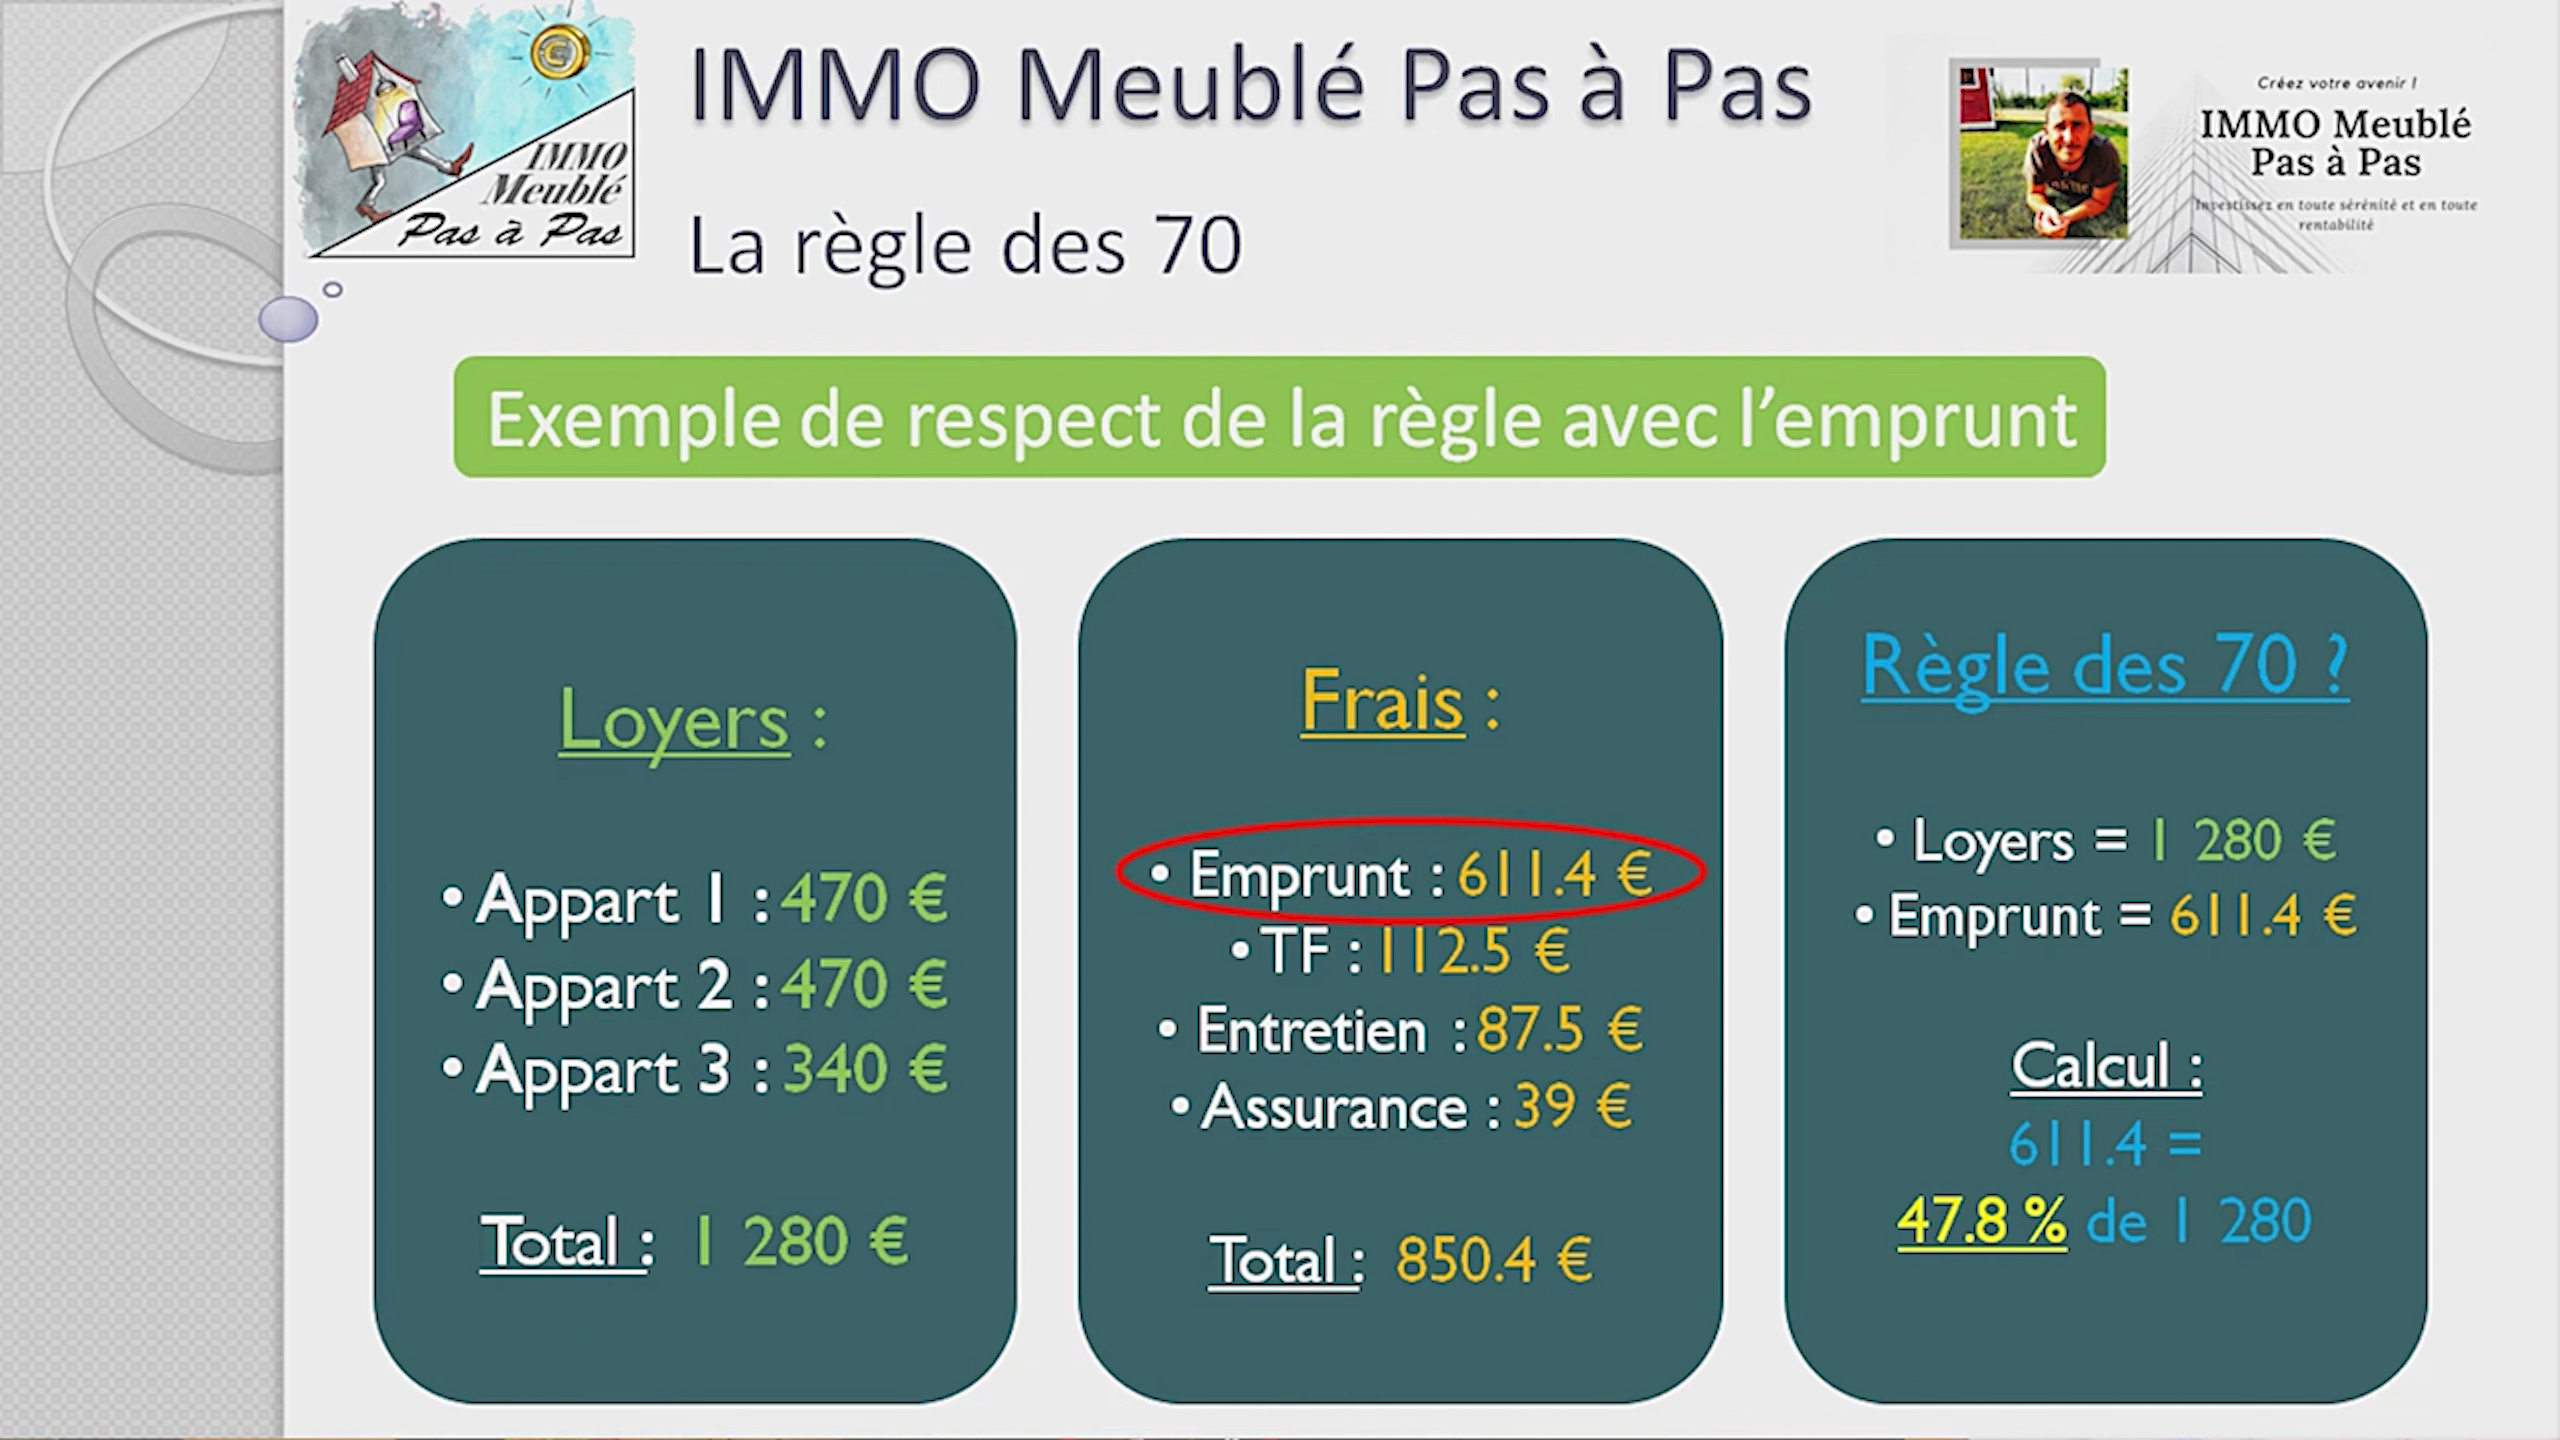 IMMO
Meublé
Pas à Pas
IMMO Meublé Pas à Pas
La règle des 70
Créez votre avenir !
IMMO Meublé
Pas à Pas
Investissez en toute sérénité et en toute
rentabilité
Exemple de respect de la règle avec l’emprunt
Loyers :
• Appart 1 : 470 €
• Appart 2 : 470 €
• Appart 3 : 340 €
Total : 1 280 €
Frais :
• Emprunt : 611.4 €
• TF : 112.5 €
• Entretien : 87.5 €
• Assurance : 39 €
Total : 850.4 €
Règle des 70 ?
• Loyers = 1 280 €
• Emprunt = 611.4 €
Calcul :
611.4 =
47.8 % de 1 280